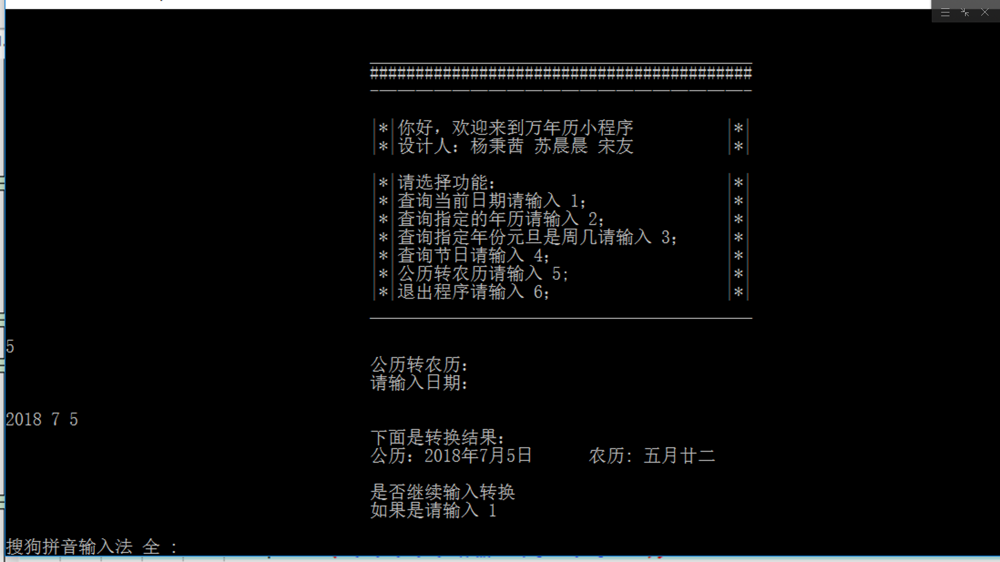 ##########################################
|*|你好，欢迎来到万年历小程序 |*|
|*|设计人：杨秉茜 苏晨晨 宋友 |*|
|*|请选择功能： |*|
|*|查询当前日期请输入 1； |*|
|*|查询指定的年历请输入 2； |*|
|*|查询指定年份元旦是周几请输入 3； |*|
|*|查询节日请输入 4； |*|
|*|公历转农历请输入 5； |*|
|*|退出程序请输入 6； |*|
5
公历转农历：
请输入日期：
2018 7 5
下面是转换结果：
公历：2018年7月5日 农历：五月廿二
是否继续输入转换
如果是请输入 1
搜狗拼音输入法 全 :